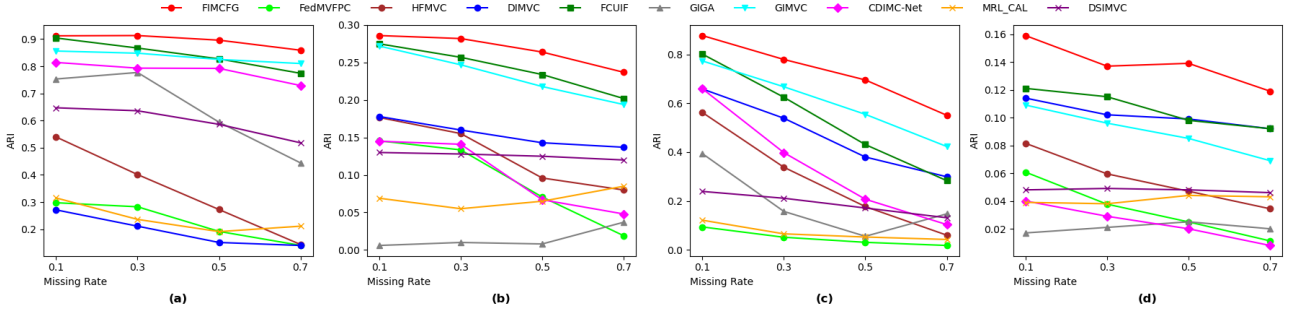 FIMCFG FedMVFPC HFMVC DIMVC FCUIF GIGA GIMVC CDIMC-Net MRL_CAL DSIMVC
ARI
0.9
0.8
0.7
0.6
0.5
0.4
0.3
0.2
0.1 0.3 0.5 0.7
Missing Rate
(a)
ARI
0.30
0.25
0.20
0.15
0.10
0.05
0.00
0.1 0.3 0.5 0.7
Missing Rate
(b)
ARI
0.8
0.6
0.4
0.2
0.0
0.1 0.3 0.5 0.7
Missing Rate
(c)
ARI
0.16
0.14
0.12
0.10
0.08
0.06
0.04
0.02
0.1 0.3 0.5 0.7
Missing Rate
(d)